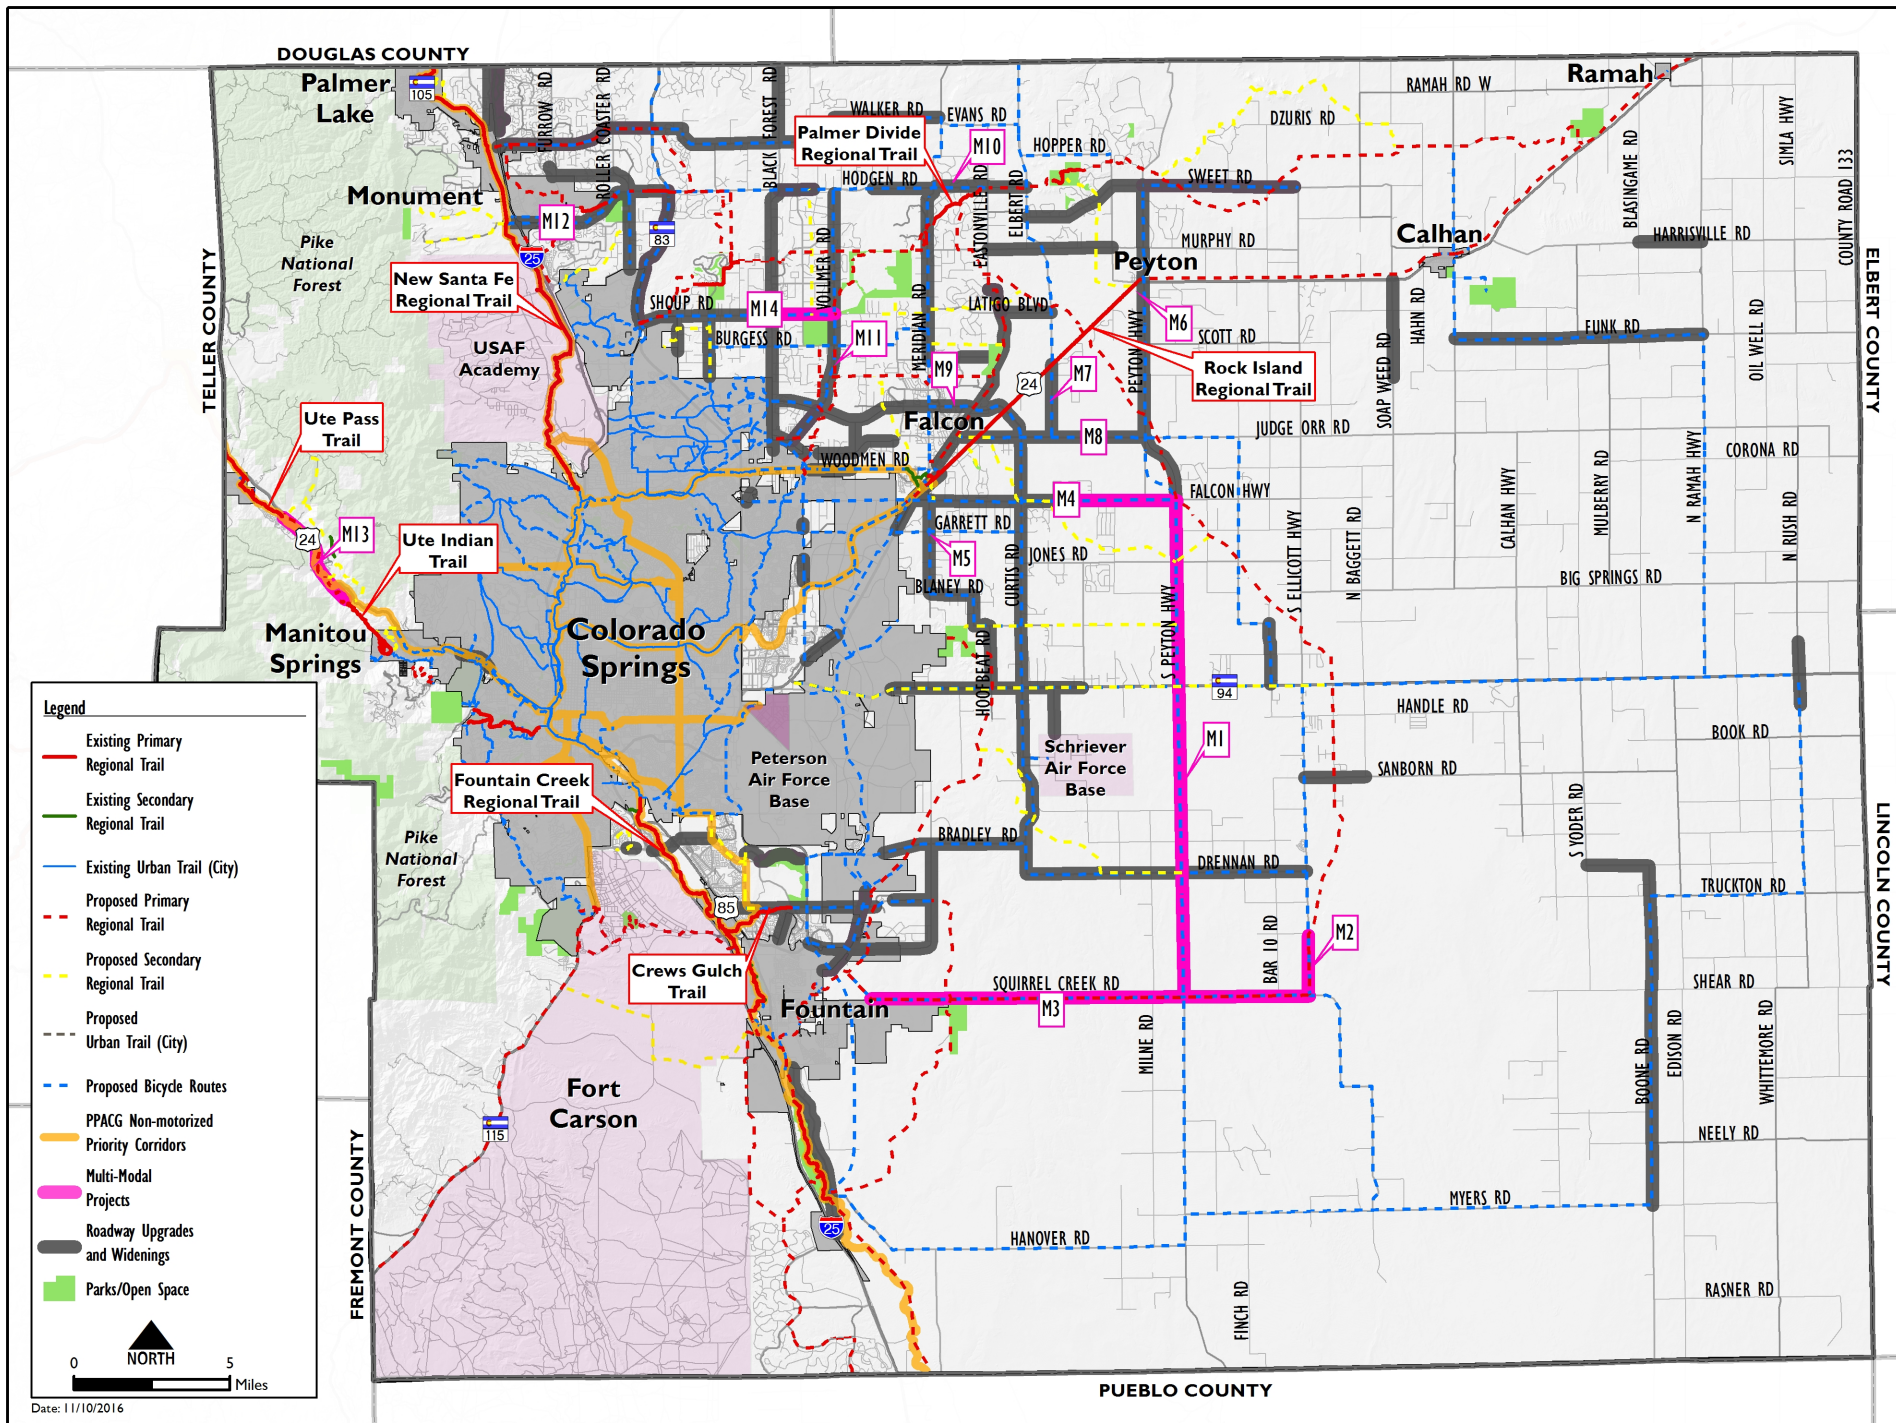 DOUGLAS COUNTY
Palmer
Lake
105
FURROW RD
ROLLER COASTER RD
BLACK FOREST RD
WALKER RD
EVANS RD
Palmer Divide
Regional Trail
M10
HOPPER RD
RAMAH RD W
DZURIS RD
Ramah
SIMLA HWY
BLASINGAME RD
COUNTY ROAD 133
Monument
M12
HODGEN RD
EASTONVILLE RD
ELBERT RD
SWEET RD
83
Pike
National
Forest
25
VOLLMER RD
MURPHY RD
Peyton
Calhan
HARRISVILLE RD
TELLER COUNTY
ELBERT COUNTY
New Santa Fe
Regional Trail
SHOUP RD
M14
MERIDIAN RD
LATIGO BLVD
M6
PEYTON HWY
SCOTT RD
HAHN RD
SOAP WEED RD
FUNK RD
OIL WELL RD
USAF
Academy
BURGESS RD
M11
M9
24
M7
Rock Island
Regional Trail
Ute Pass
Trail
Falcon
M8
JUDGE ORR RD
N RAMAH HWY
CORONA RD
WOODMEN RD
CALHAN HWY
MULBERRY RD
M4
FALCON HWY
24
M13
Ute Indian
Trail
GARRETT RD
M5
JONES RD
CURTIS RD
S ELLICOTT HWY
N BAGGETT RD
N RUSH RD
BLANEY RD
BIG SPRINGS RD
Manitou
Springs
Colorado
Springs
HOOFBEAT RD
S PEYTON HWY
94
HANDLE RD
BOOK RD
M1
Peterson
Air Force
Base
Schriever
Air Force
Base
SANBORN RD
Fountain Creek
Regional Trail
S YODER RD
LINCOLN COUNTY
Pike
National
Forest
BRADLEY RD
DRENNAN RD
TRUCKTON RD
85
BAR 10 RD
M2
Crews Gulch
Trail
SQUIRREL CREEK RD
SHEAR RD
Fountain
M3
MILNE RD
BOONE RD
EDISON RD
WHITTEMORE RD
Fort
Carson
115
NEELY RD
FREMONT COUNTY
MYERS RD
25
HANOVER RD
FINCH RD
RASNER RD
PUEBLO COUNTY
Legend
Existing Primary
Regional Trail
Existing Secondary
Regional Trail
Existing Urban Trail (City)
Proposed Primary
Regional Trail
Proposed Secondary
Regional Trail
Proposed
Urban Trail (City)
Proposed Bicycle Routes
PPACG Non-motorized
Priority Corridors
Multi-Modal
Projects
Roadway Upgrades
and Widenings
Parks/Open Space
NORTH
0 5
Miles
Date: 11/10/2016